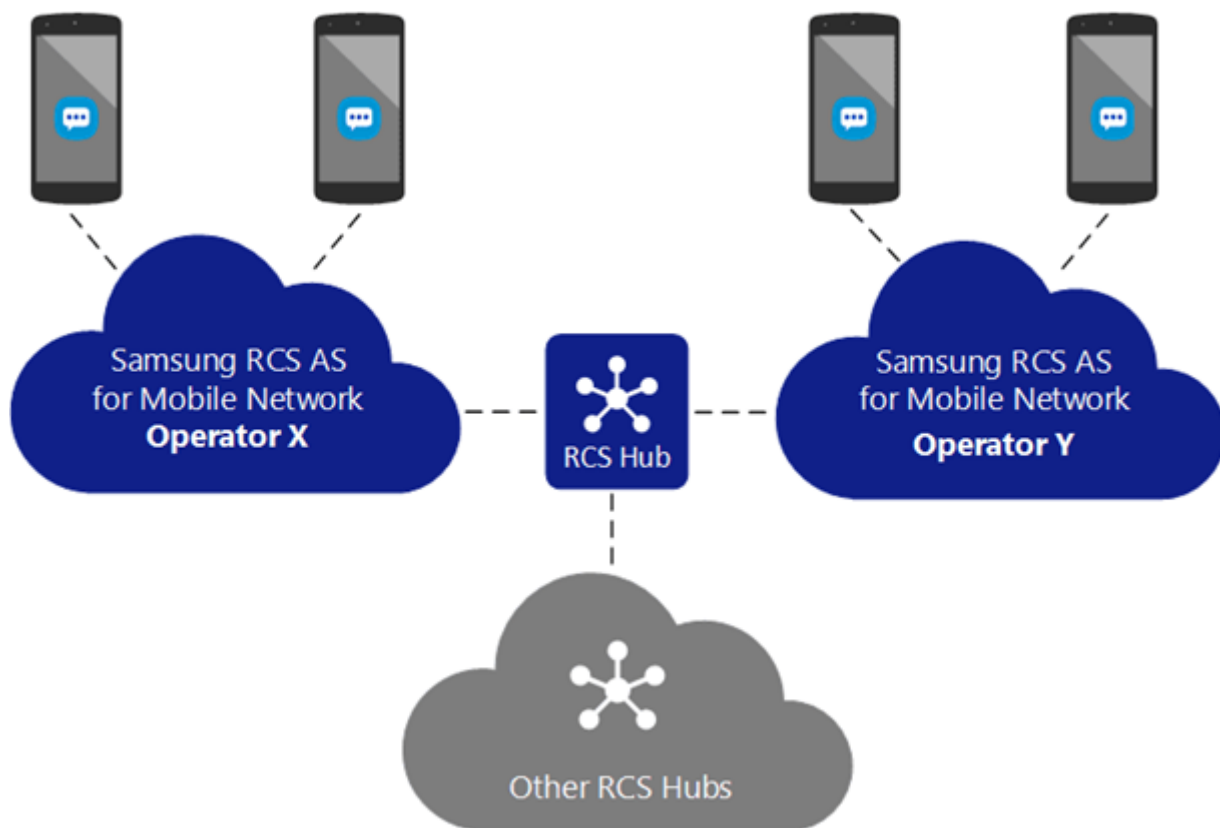 Samsung RCS AS
for Mobile Network
Operator X
RCS Hub
Samsung RCS AS
for Mobile Network
Operator Y
Other RCS Hubs